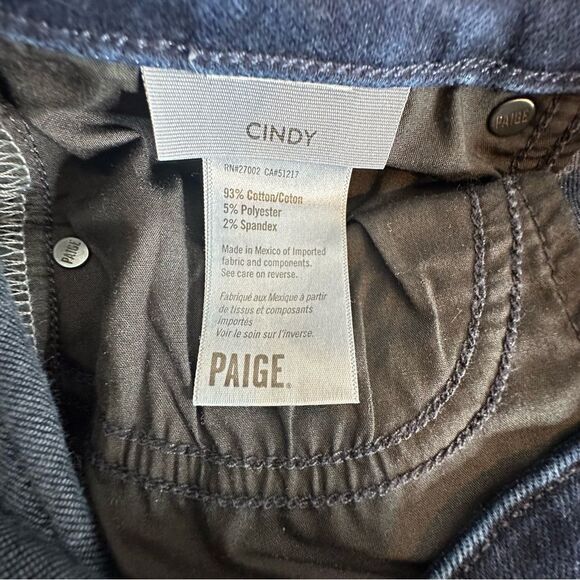 CINDY
PAIGE
RN#27002 CA#51217
93% Cotton/Coton
5% Polyester
2% Spandex
Made in Mexico of Imported
fabric and components.
See care on reverse.
PAIGE
Fabriqué aux Mexique à partir
de tissus et composants
importés
Voir le soin sur l'inverse.
PAIGE®